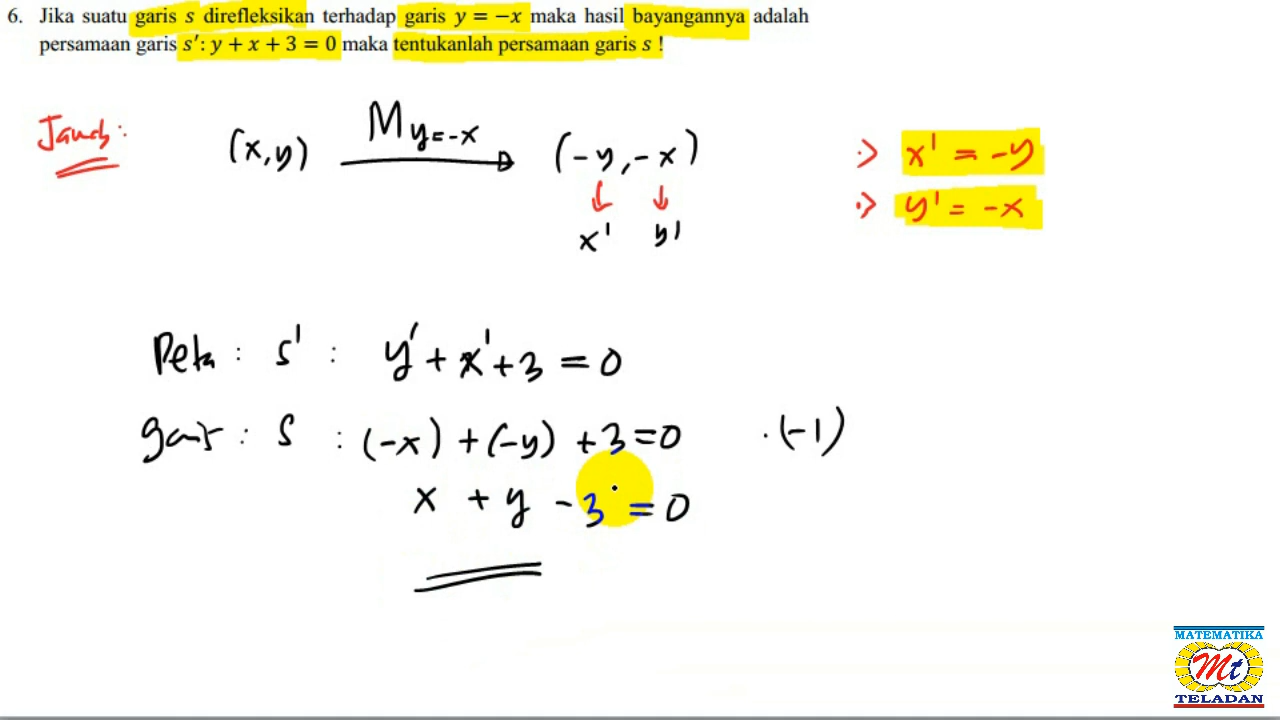 6. Jika suatu garis s direfleksikan terhadap garis y = −x maka hasil bayangannya adalah
persamaan garis s′: y + x + 3 = 0 maka tentukanlah persamaan garis s !
Jawab:
(x,y) M y=-x (-y,-x)
x' y'
∴> x' = -y
∴> y' = -x
Peta : s' : y' + x' + 3 = 0
garis : s : (-x) + (-y) + 3 = 0 .(-1)
x + y - 3 = 0
MATEMATIKA
Mt
TELADAN